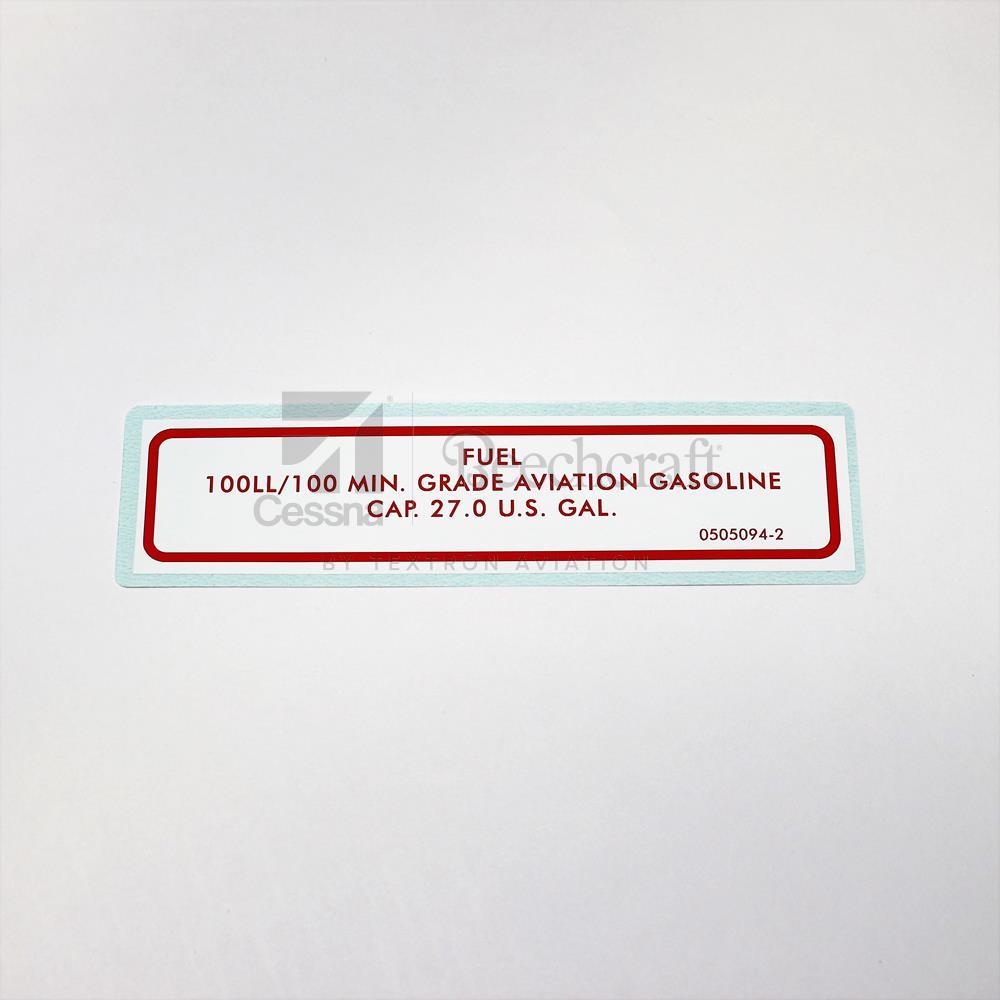 FUEL
100LL/100 MIN. GRADE AVIATION GASOLINE
CAP. 27.0 U.S. GAL.
0505094-2
Cessna®
Beechcraft®
BY TEXTRON AVIATION